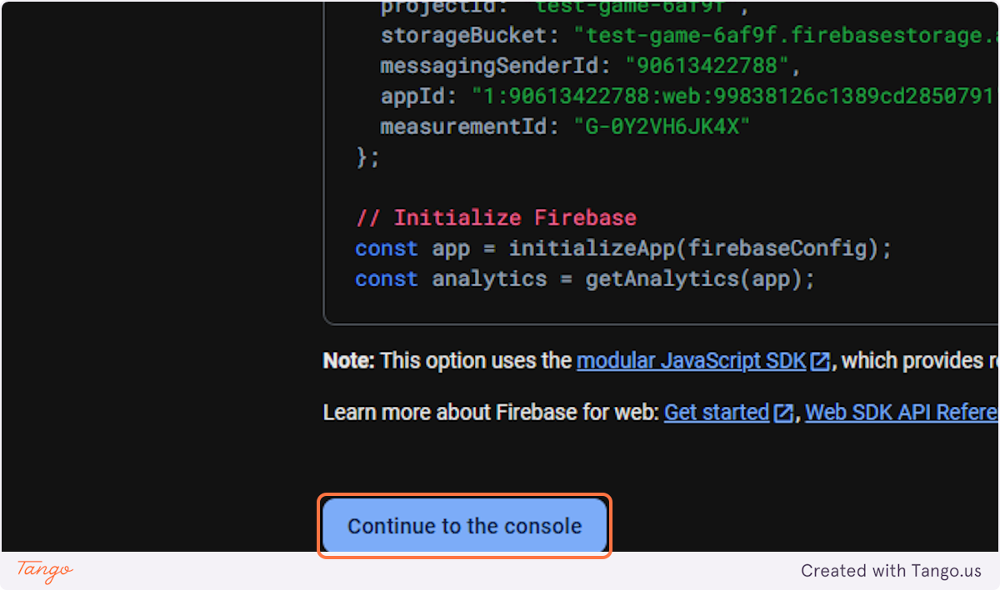 projectId: "test-game-6af9f",
storageBucket: "test-game-6af9f.firebasestorage.
messagingSenderId: "90613422788",
appId: "1:90613422788:web:99838126c1389cd2850791
measurementId: "G-0Y2VH6JK4X"
};
// Initialize Firebase
const app = initializeApp(firebaseConfig);
const analytics = getAnalytics(app);
Note: This option uses the modular JavaScript SDK, which provides
Learn more about Firebase for web: Get started, Web SDK API Refere
Continue to the console
Tango
Created with Tango.us